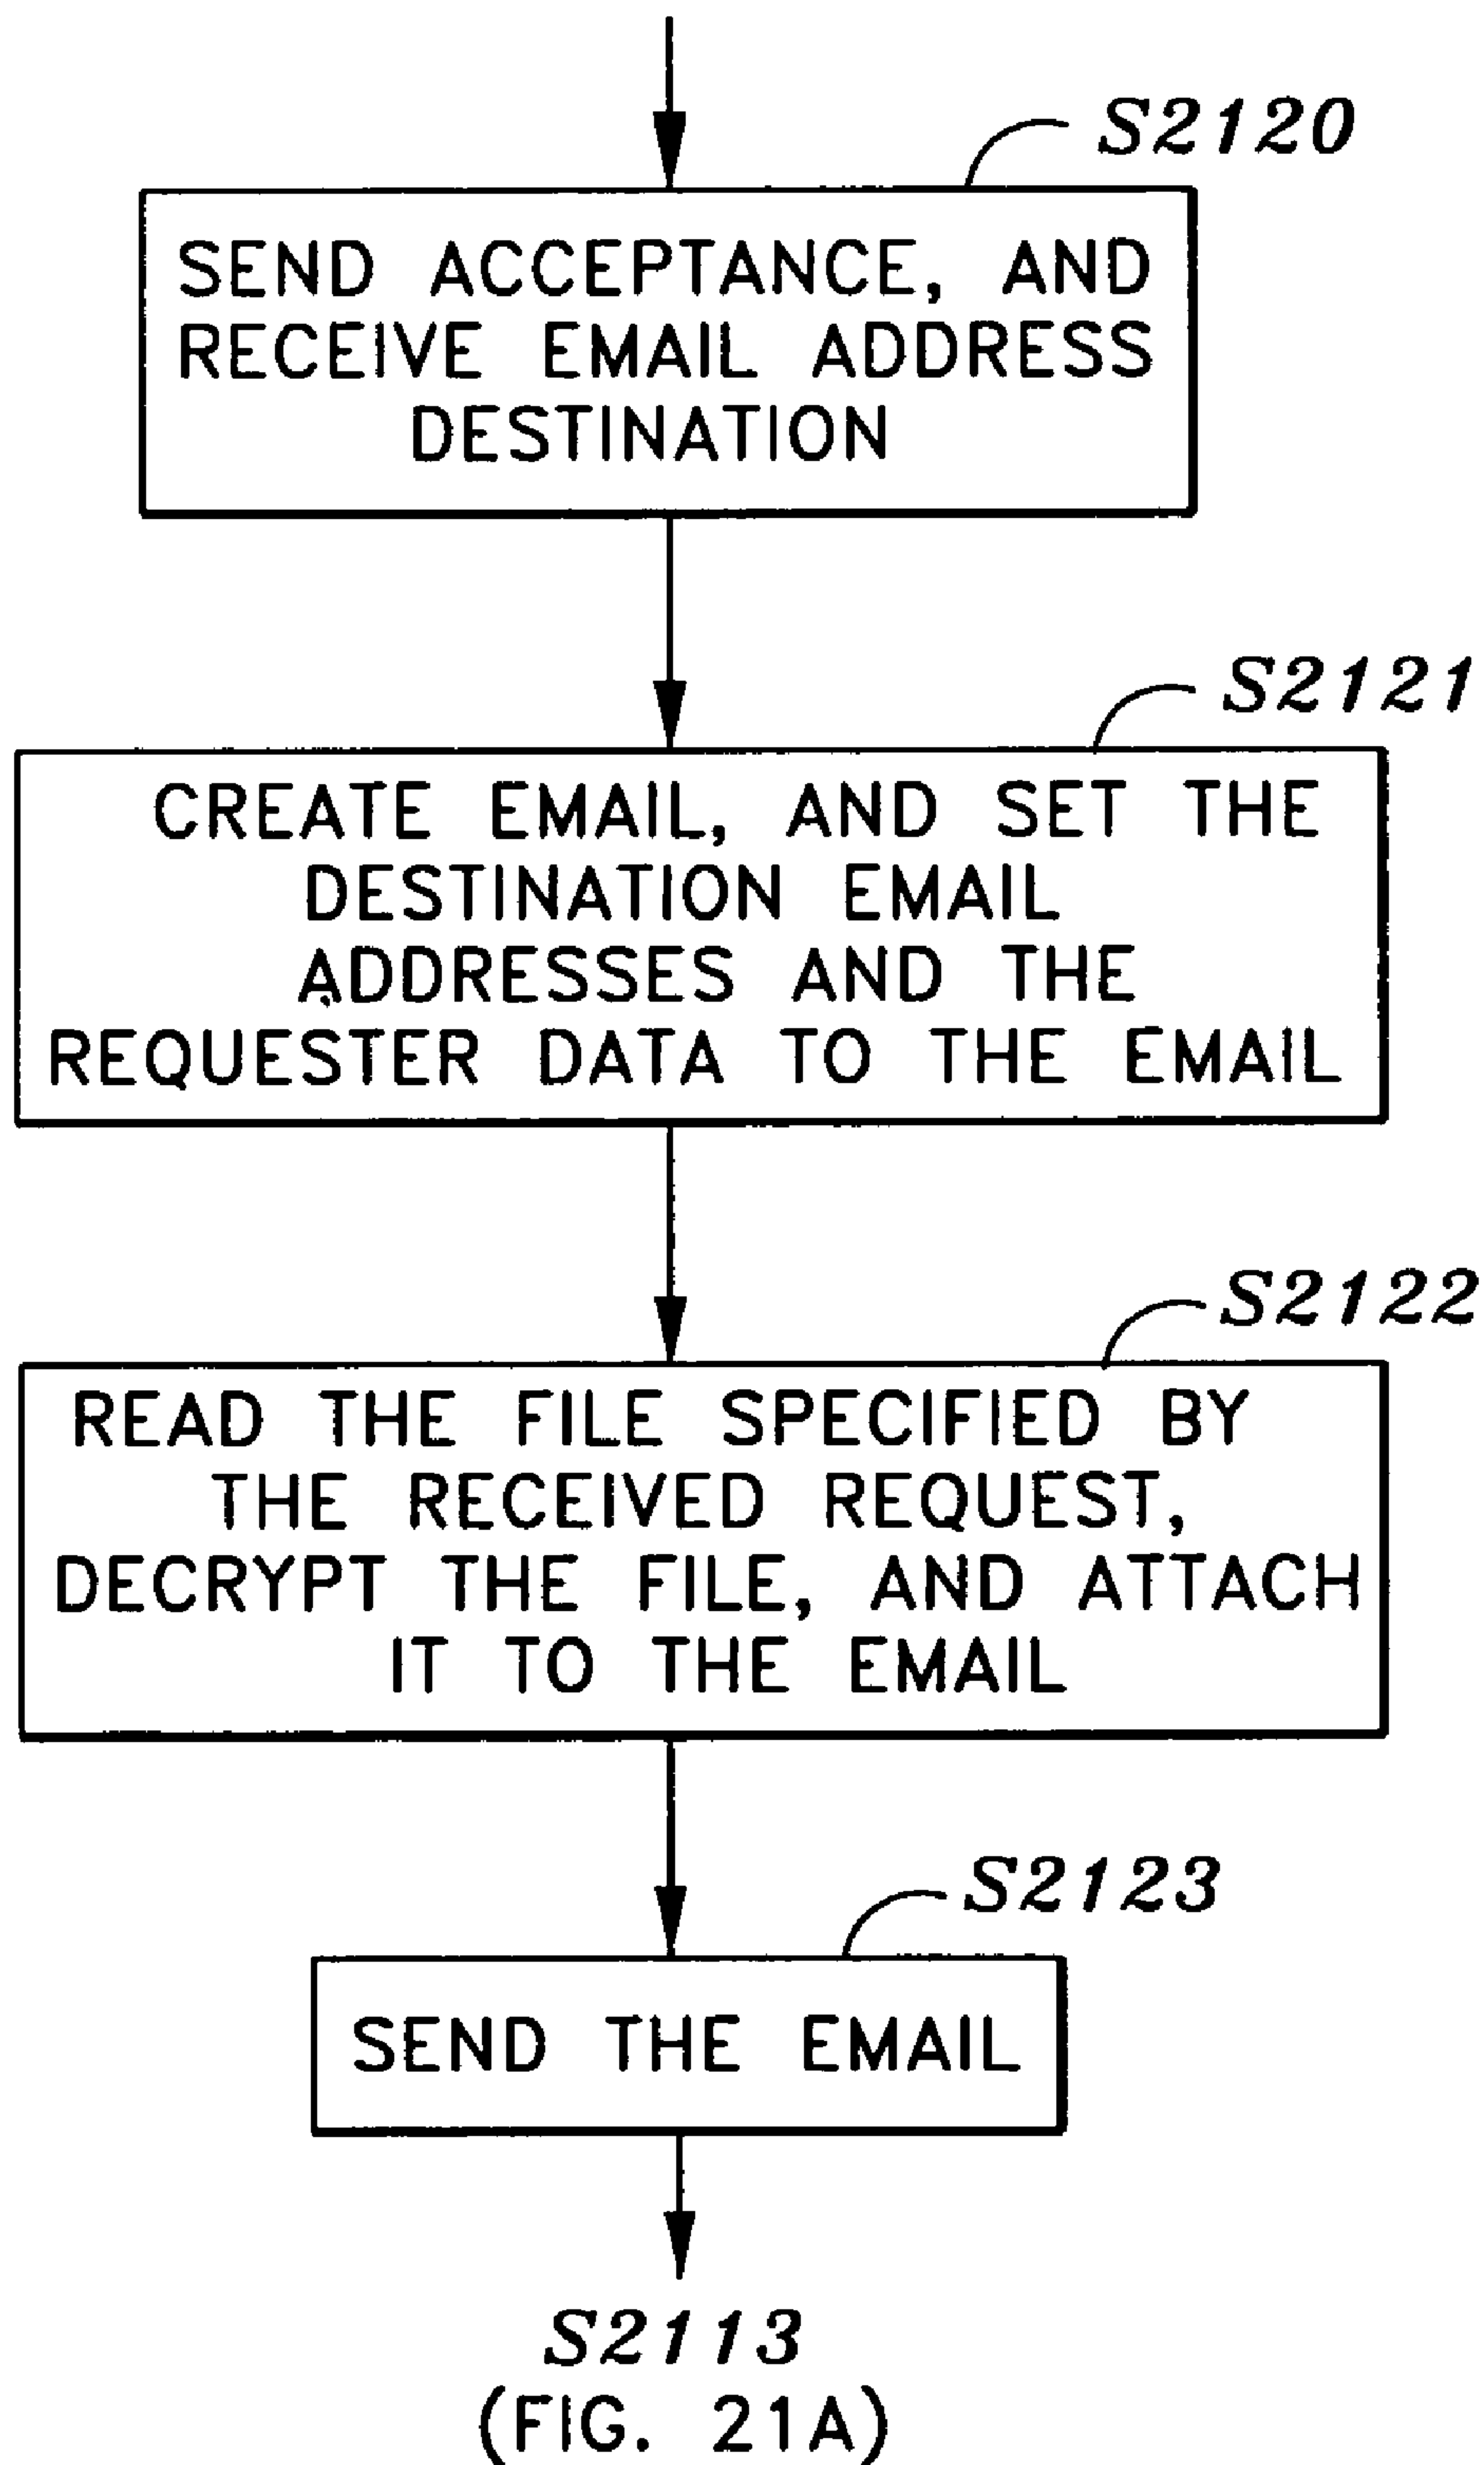 S2120
SEND ACCEPTANCE, AND
RECEIVE EMAIL ADDRESS
DESTINATION
S2121
CREATE EMAIL, AND SET THE
DESTINATION EMAIL
ADDRESSES AND THE
REQUESTER DATA TO THE EMAIL
S2122
READ THE FILE SPECIFIED BY
THE RECEIVED REQUEST,
DECRYPT THE FILE, AND ATTACH
IT TO THE EMAIL
S2123
SEND THE EMAIL
S2113
(FIG. 21A)